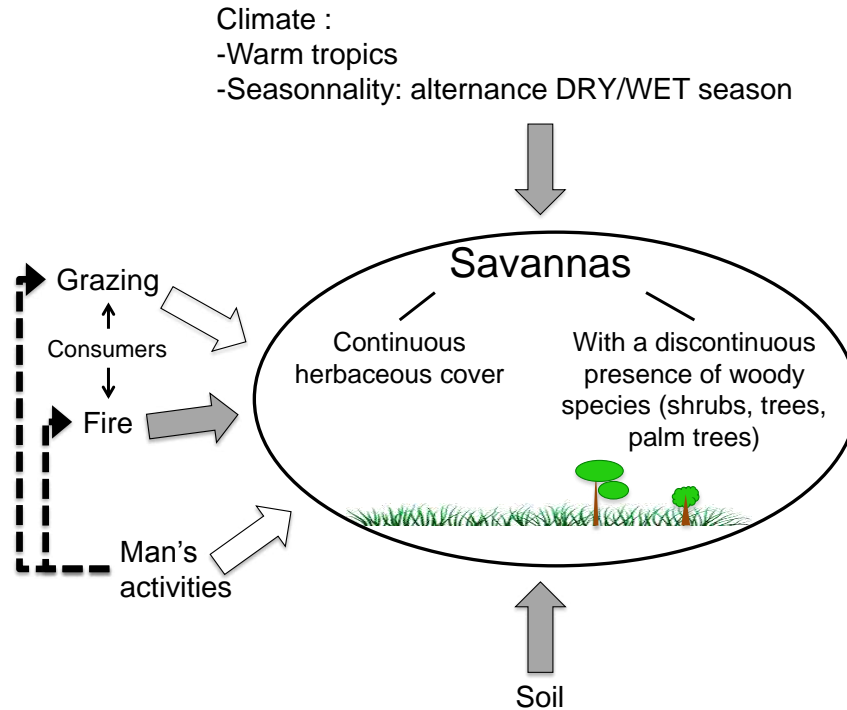 Climate :
-Warm tropics
-Seasonnality: alternance DRY/WET season
Savannas
Continuous
herbaceous cover
With a discontinuous
presence of woody
species (shrubs, trees,
palm trees)
Grazing
Consumers
Fire
Man's
activities
Soil